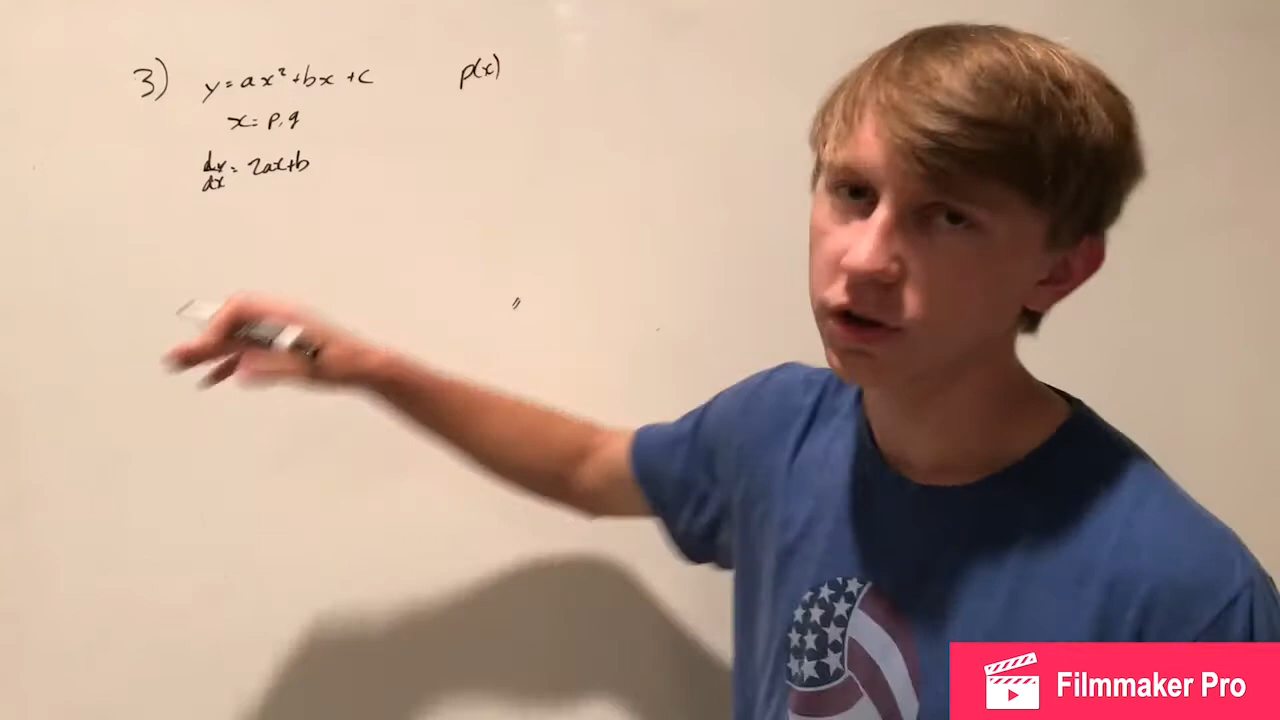 3) y=ax²+bx+c p(x)
x=p,q
dy/dx = 2ax+b
Filmmaker Pro